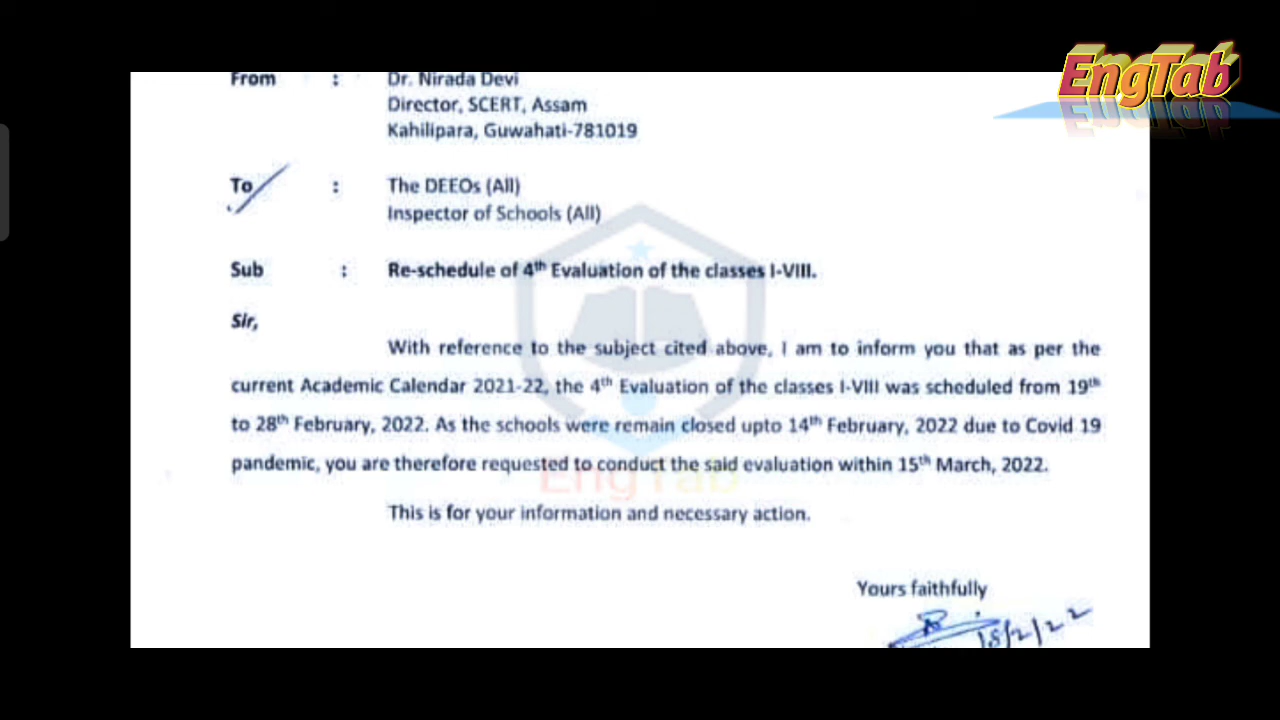 EngTab
From : Dr. Nirada Devi
Director, SCERT, Assam
Kahilipara, Guwahati-781019
To : The DEEOs (All)
Inspector of Schools (All)
Sub : Re-schedule of 4th Evaluation of the classes I-VIII.
Sir,
With reference to the subject cited above, I am to inform you that as per the
current Academic Calendar 2021-22, the 4th Evaluation of the classes I-VIII was scheduled from 19th
to 28th February, 2022. As the schools were remain closed upto 14th February, 2022 due to Covid 19
pandemic, you are therefore requested to conduct the said evaluation within 15th March, 2022.
EngTab
This is for your information and necessary action.
Yours faithfully
15/2/22